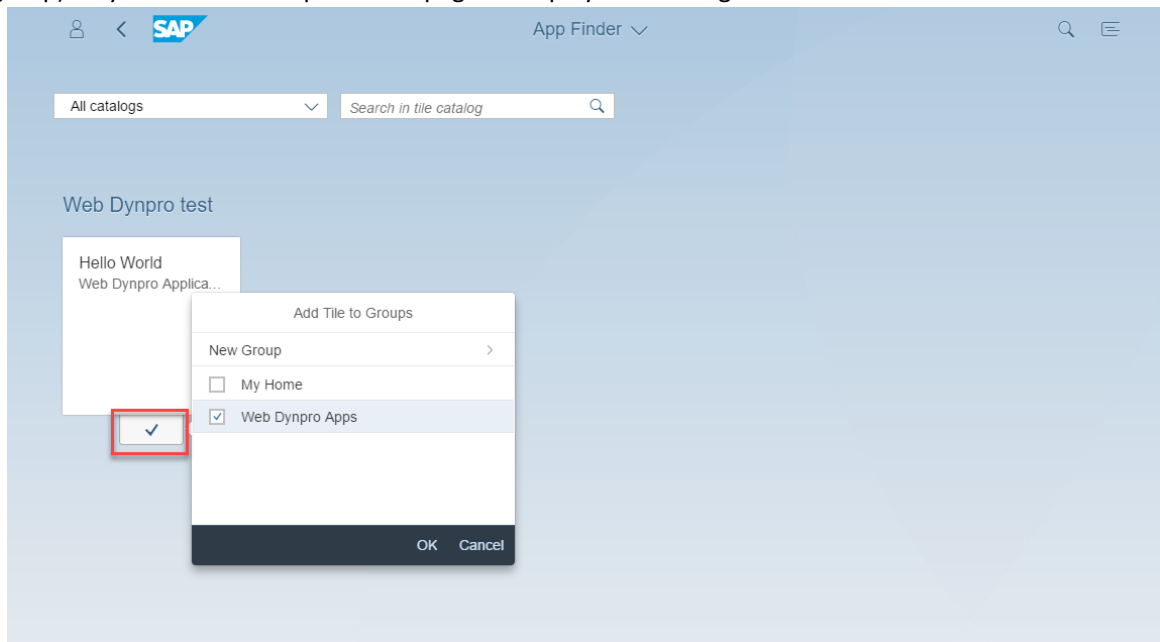 SAP
App Finder
All catalogs
Search in tile catalog
Web Dynpro test
Hello World
Web Dynpro Applica...
Add Tile to Groups
New Group
My Home
Web Dynpro Apps
OK Cancel